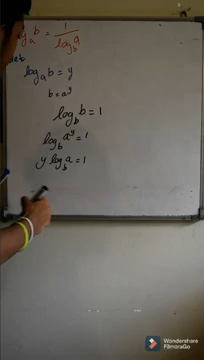 log_a b = 1/log_b a
let
log_a b = y
b = a^y
log_b b = 1
log_b a^y = 1
y log_b a = 1
Wondershare
FilmoraGo